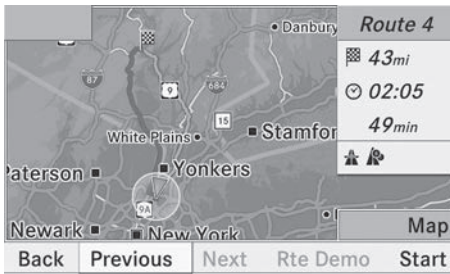 Danbury
Route 4
43mi
87
684
9
02:05
15
49min
White Plains
Stamfor
aterson
Yonkers
9A
Newark
New York
Map
Back Previous Next Rte Demo Start